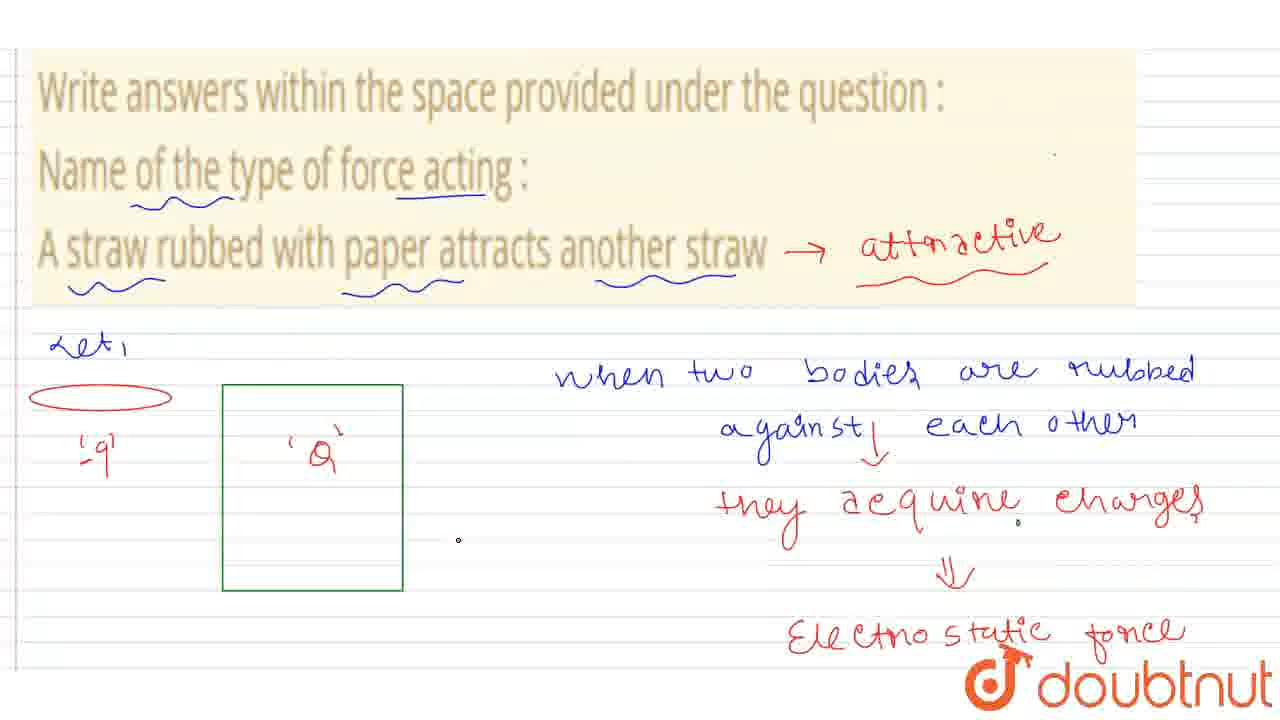 Write answers within the space provided under the question :
Name of the type of force acting :
A straw rubbed with paper attracts another straw → attractive
Let,
when two bodies are rubbed
against each other
'-q' 'Q'
they acquire charges
Electrostatic force
doubtnut